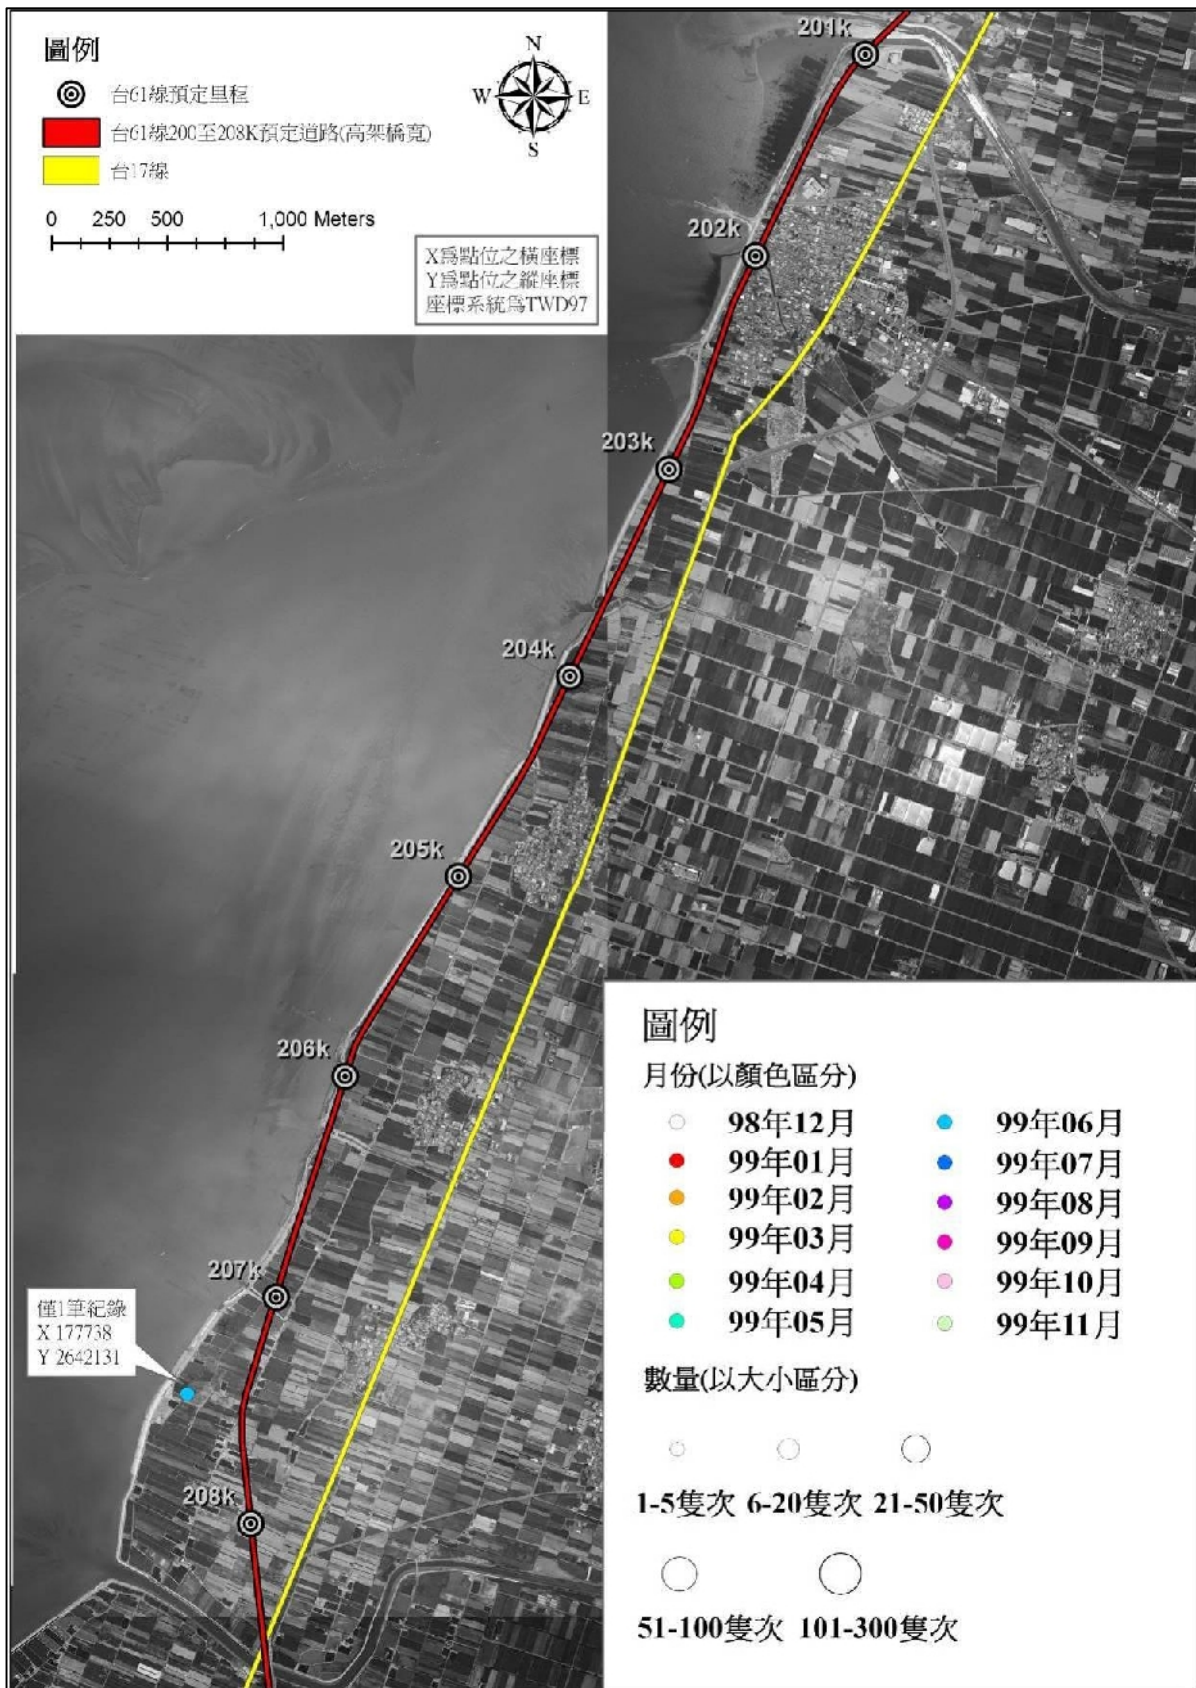 圖例
台61線預定里程
台61線200至208K預定道路(高架橋寬)
台17線
0 250 500 1,000 Meters
N
W E
S
X為點位之橫座標
Y為點位之縱座標
座標系統為TWD97
201k
202k
203k
204k
205k
206k
207k
208k
僅1筆紀錄
X 177738
Y 2642131
圖例
月份(以顏色區分)
98年12月 99年06月
99年01月 99年07月
99年02月 99年08月
99年03月 99年09月
99年04月 99年10月
99年05月 99年11月
數量(以大小區分)
1-5隻次 6-20隻次 21-50隻次
51-100隻次 101-300隻次